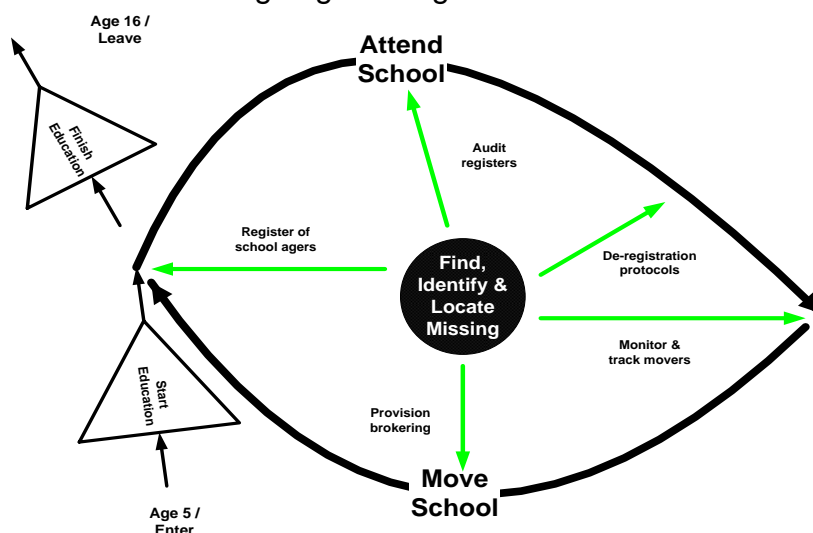 Age 16 /
Leave
Attend
School
Finish
Education
Audit
registers
Register of
school agers
De-registration
protocols
Find,
Identify &
Locate
Missing
Monitor &
track movers
Start
Education
Provision
brokering
Move
School
Age 5 /
Enter